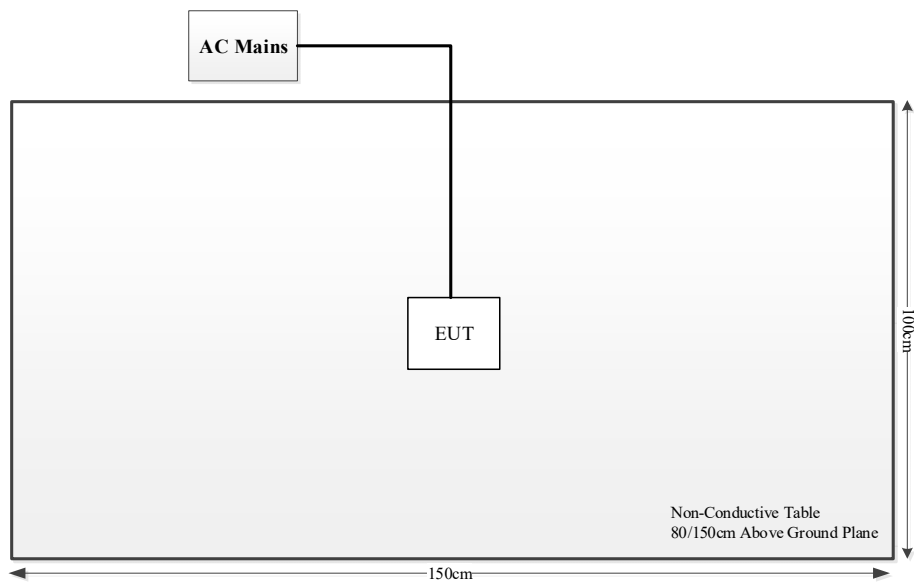 AC Mains
EUT
100cm
Non-Conductive Table
80/150cm Above Ground Plane
150cm